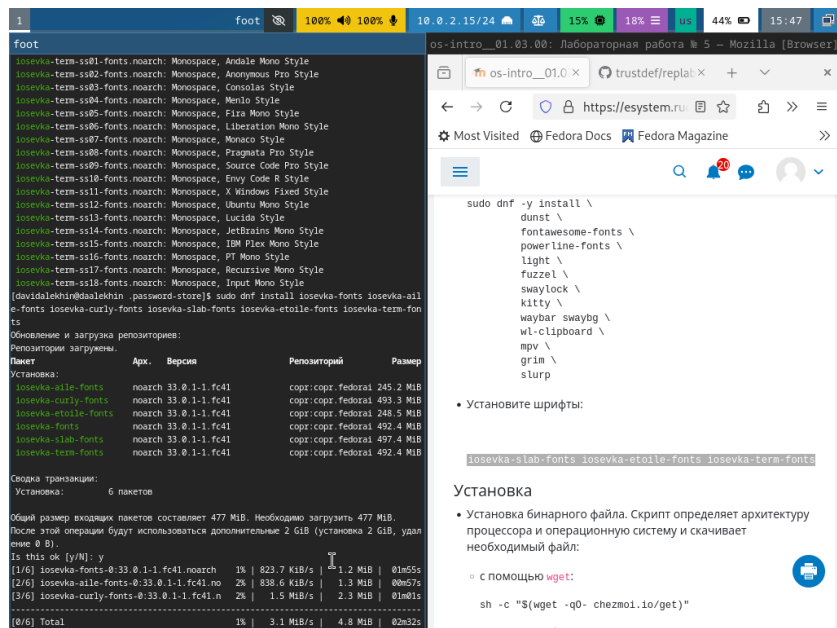 1
foot
100%
100%
10.0.2.15/24
15%
18%
us
44%
15:47
foot
iosevka-term-ss01-fonts.noarch: Monospace, Andale Mono Style
iosevka-term-ss02-fonts.noarch: Monospace, Anonymous Pro Style
iosevka-term-ss03-fonts.noarch: Monospace, Consolas Style
iosevka-term-ss04-fonts.noarch: Monospace, Menlo Style
iosevka-term-ss05-fonts.noarch: Monospace, Fira Mono Style
iosevka-term-ss06-fonts.noarch: Monospace, Liberation Mono Style
iosevka-term-ss07-fonts.noarch: Monospace, Monaco Style
iosevka-term-ss08-fonts.noarch: Monospace, Pragmata Pro Style
iosevka-term-ss09-fonts.noarch: Monospace, Source Code Pro Style
iosevka-term-ss10-fonts.noarch: Monospace, Envy Code R Style
iosevka-term-ss11-fonts.noarch: Monospace, X Windows Fixed Style
iosevka-term-ss12-fonts.noarch: Monospace, Ubuntu Mono Style
iosevka-term-ss13-fonts.noarch: Monospace, Lucida Style
iosevka-term-ss14-fonts.noarch: Monospace, JetBrains Mono Style
iosevka-term-ss15-fonts.noarch: Monospace, IBM Plex Mono Style
iosevka-term-ss16-fonts.noarch: Monospace, PT Mono Style
iosevka-term-ss17-fonts.noarch: Monospace, Recursive Mono Style
iosevka-term-ss18-fonts.noarch: Monospace, Input Mono Style
[davidalekhin@daalekhin .password-store]$ sudo dnf install iosevka-fonts iosevka-ail
e-fonts iosevka-curly-fonts iosevka-slab-fonts iosevka-etoile-fonts iosevka-term-fon
ts
Обновление и загрузка репозиториев:
Репозитории загружены.
Пакет Арх. Версия Репозиторий Размер
Установка:
iosevka-aile-fonts noarch 33.0.1-1.fc41 copr:copr.fedorai 245.2 MiB
iosevka-curly-fonts noarch 33.0.1-1.fc41 copr:copr.fedorai 493.3 MiB
iosevka-etoile-fonts noarch 33.0.1-1.fc41 copr:copr.fedorai 248.5 MiB
iosevka-fonts noarch 33.0.1-1.fc41 copr:copr.fedorai 492.4 MiB
iosevka-slab-fonts noarch 33.0.1-1.fc41 copr:copr.fedorai 497.4 MiB
iosevka-term-fonts noarch 33.0.1-1.fc41 copr:copr.fedorai 492.4 MiB
Сводка транзакции:
Установка: 6 пакетов
Общий размер входящих пакетов составляет 477 MiB. Необходимо загрузить 477 MiB.
После этой операции будут использоваться дополнительные 2 GiB (установка 2 GiB, удал
ение 0 B).
Is this ok [y/N]: y
[1/6] iosevka-fonts-0:33.0.1-1.fc41.noarch 1% | 823.7 KiB/s | 1.2 MiB | 01m55s
[2/6] iosevka-aile-fonts-0:33.0.1-1.fc41.no 2% | 838.6 KiB/s | 1.3 MiB | 00m57s
[3/6] iosevka-curly-fonts-0:33.0.1-1.fc41.n 2% | 1.5 MiB/s | 2.3 MiB | 01m01s
[0/6] Total 1% | 3.1 MiB/s | 4.8 MiB | 02m32s
os-intro__01.03.00: Лабораторная работа № 5 — Mozilla [Browser]
os-intro__01.0
trustdef/replab
https://esystem.ru
Most Visited
Fedora Docs
Fedora Magazine
20
sudo dnf -y install \
dunst \
fontawesome-fonts \
powerline-fonts \
light \
fuzzel \
swaylock \
kitty \
waybar swaybg \
wl-clipboard \
mpv \
grim \
slurp
• Установите шрифты:
iosevka-slab-fonts iosevka-etoile-fonts iosevka-term-fonts
Установка
• Установка бинарного файла. Скрипт определяет архитектуру
процессора и операционную систему и скачивает
необходимый файл:
◦ с помощью wget:
sh -c "$(wget -qO- chezmoi.io/get)"